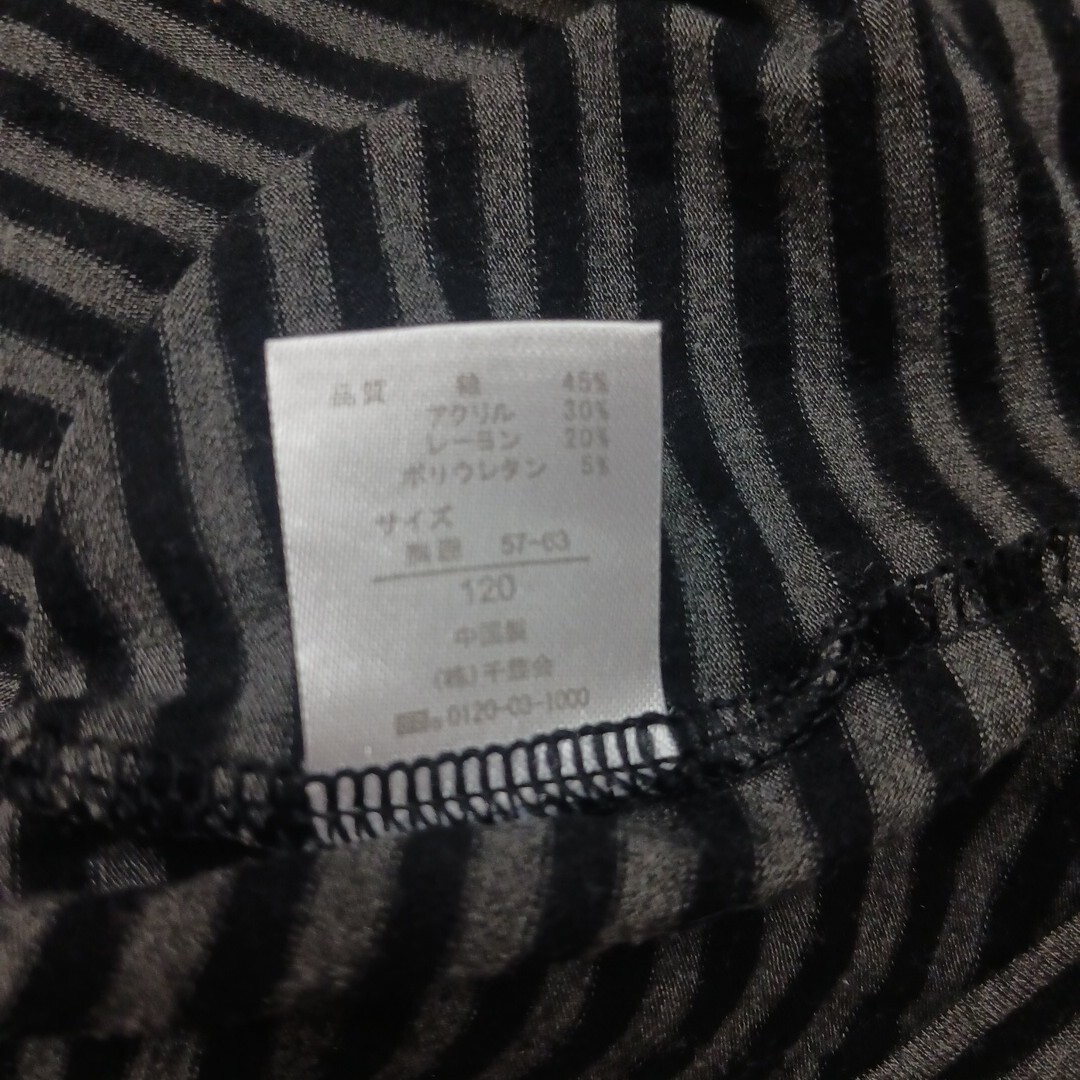 品質 綿 45%
アクリル 30%
レーヨン 20%
ポリウレタン 5%
サイズ
胸囲 57~63
120
中国製
(株)千趣会
0120-03-1000